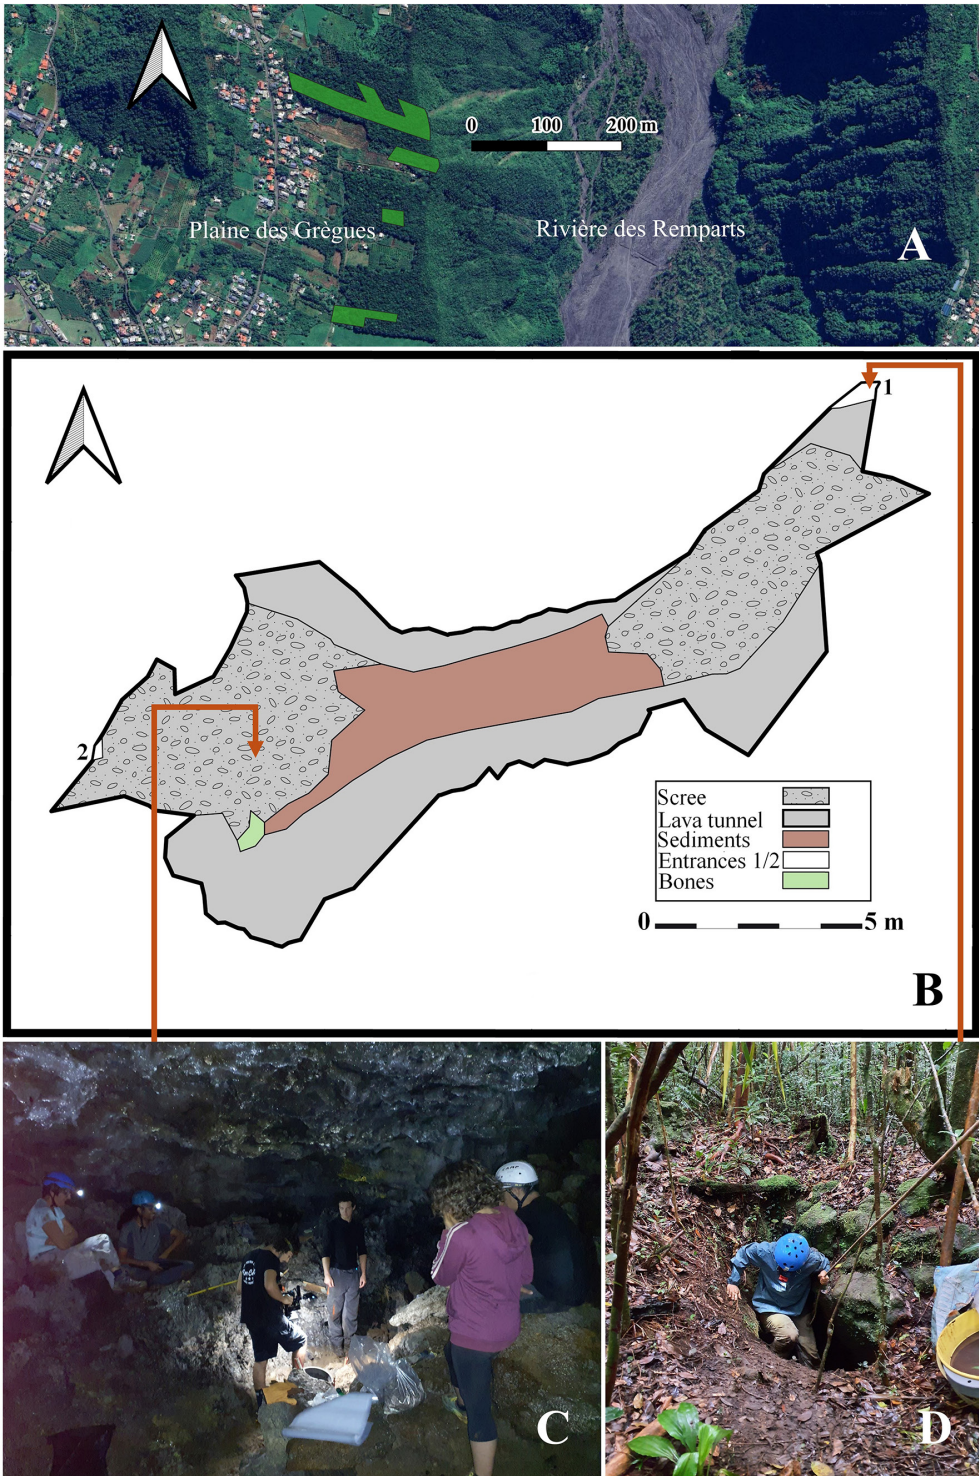 0 100 200 m
Plaine des Grègues
Rivière des Remparts
A
1
2
Scree
Lava tunnel
Sediments
Entrances 1/2
Bones
0 5 m
B
CAMP
C
D